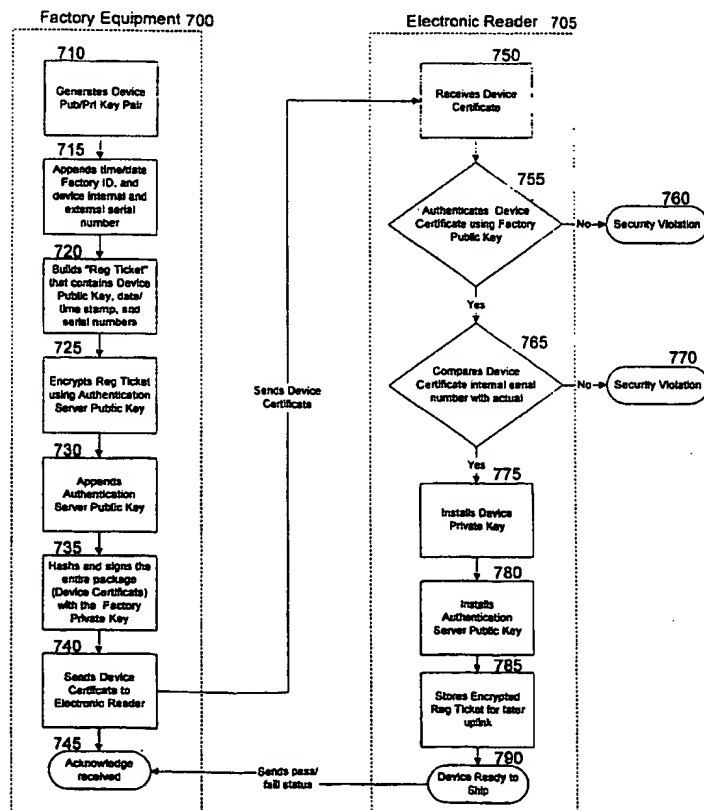 Factory Equipment 700
710
Generates Device
Pub/Pri Key Pair
715
Appends time/date
Factory ID, and
device internal and
external serial
number
720
Builds "Reg Ticket"
that contains Device
Public Key, date/
time stamp, and
serial numbers
725
Encrypts Reg Ticket
using Authentication
Server Public Key
730
Appends
Authentication
Server Public Key
735
Hashs and signs the
entire package
(Device Certificate)
with the Factory
Private Key
740
Sends Device
Certificate to
Electronic Reader
745
Acknowledge
received
Sends Device
Certificate
Sends pass/
fail status
Electronic Reader 705
750
Receives Device
Certificate
755
Authenticates Device
Certificate using Factory
Public Key
No
760
Security Violation
Yes
765
Compares Device
Certificate internal serial
number with actual
No
770
Security Violation
Yes
775
Installs Device
Private Key
780
Installs
Authentication
Server Public Key
785
Stores Encrypted
Reg Ticket for later
uplink
790
Device Ready to
Ship